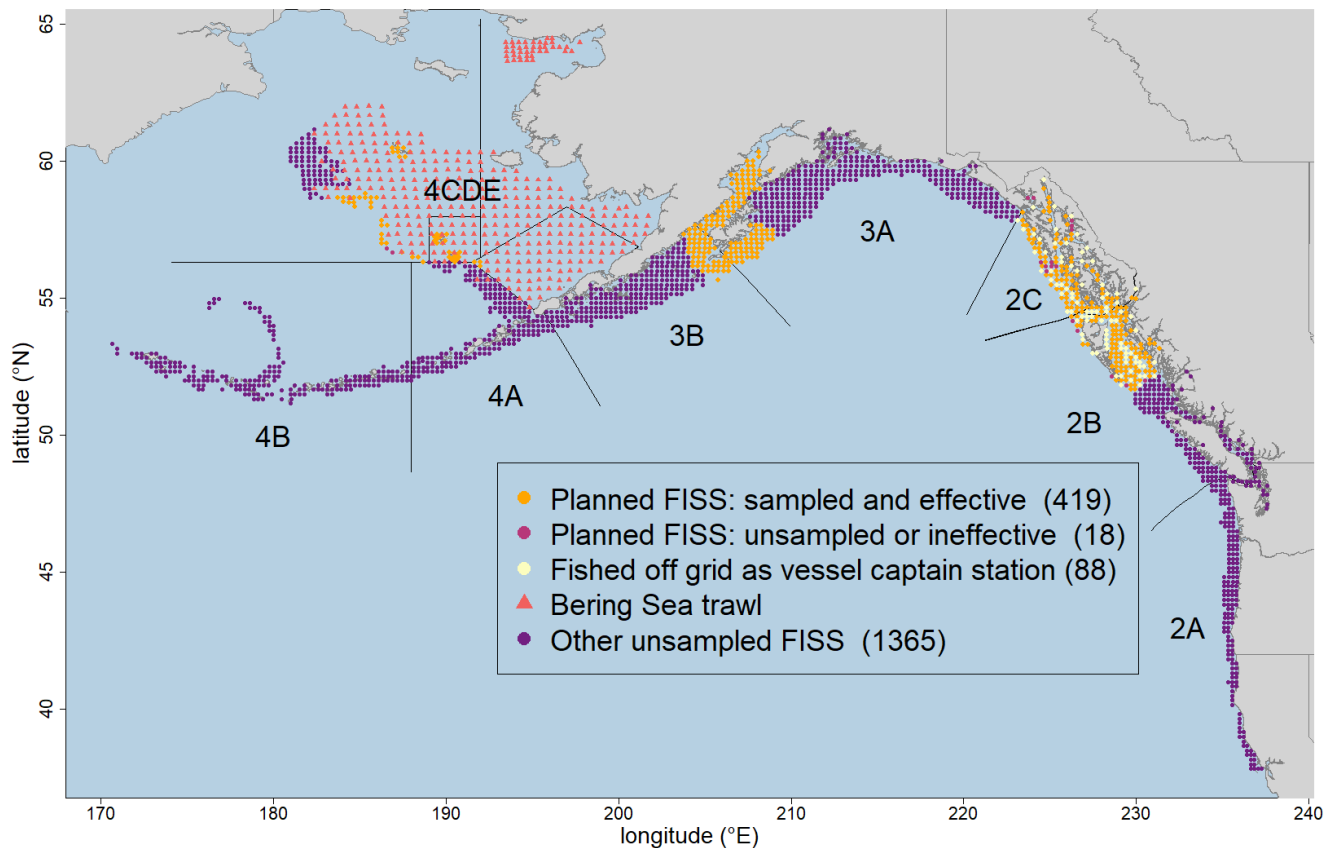 65
60
55
50
45
40
latitude (°N)
4CDE
3A
2C
3B
4A
2B
4B
2A
Planned FISS: sampled and effective (419)
Planned FISS: unsampled or ineffective (18)
Fished off grid as vessel captain station (88)
Bering Sea trawl
Other unsampled FISS (1365)
170 180 190 200 210 220 230 240
longitude (°E)